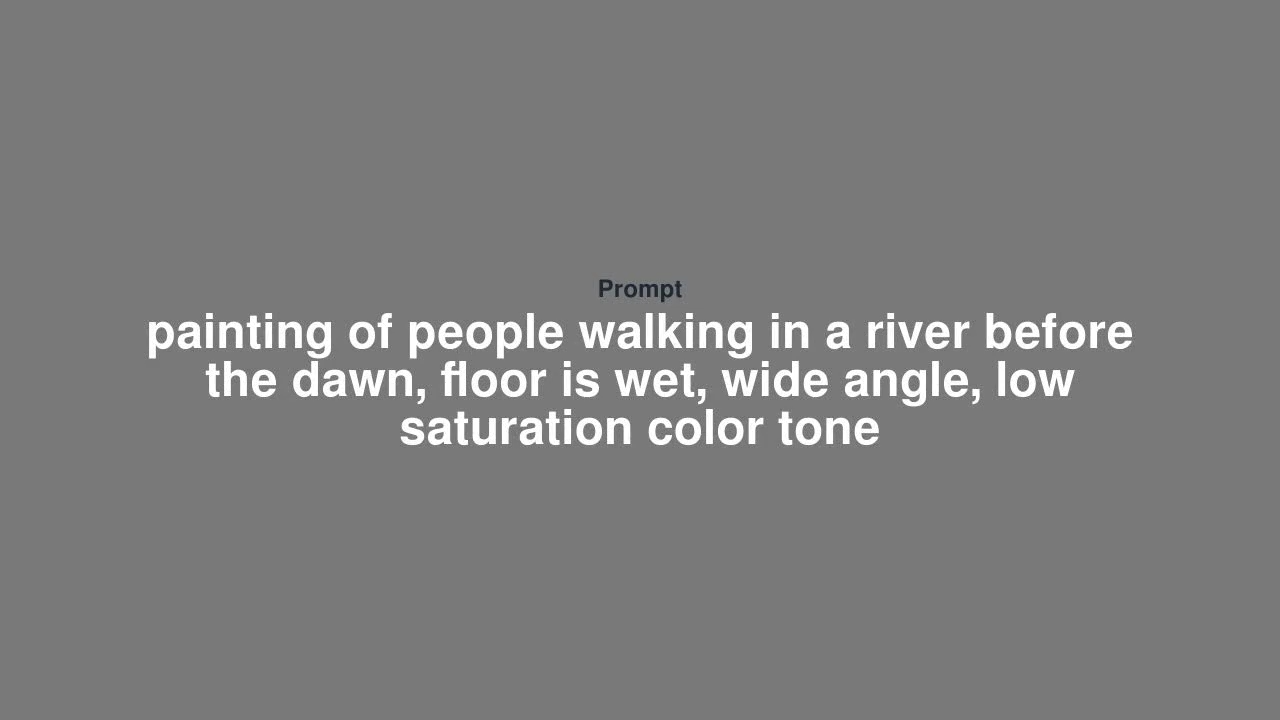 Prompt
painting of people walking in a river before
the dawn, floor is wet, wide angle, low
saturation color tone